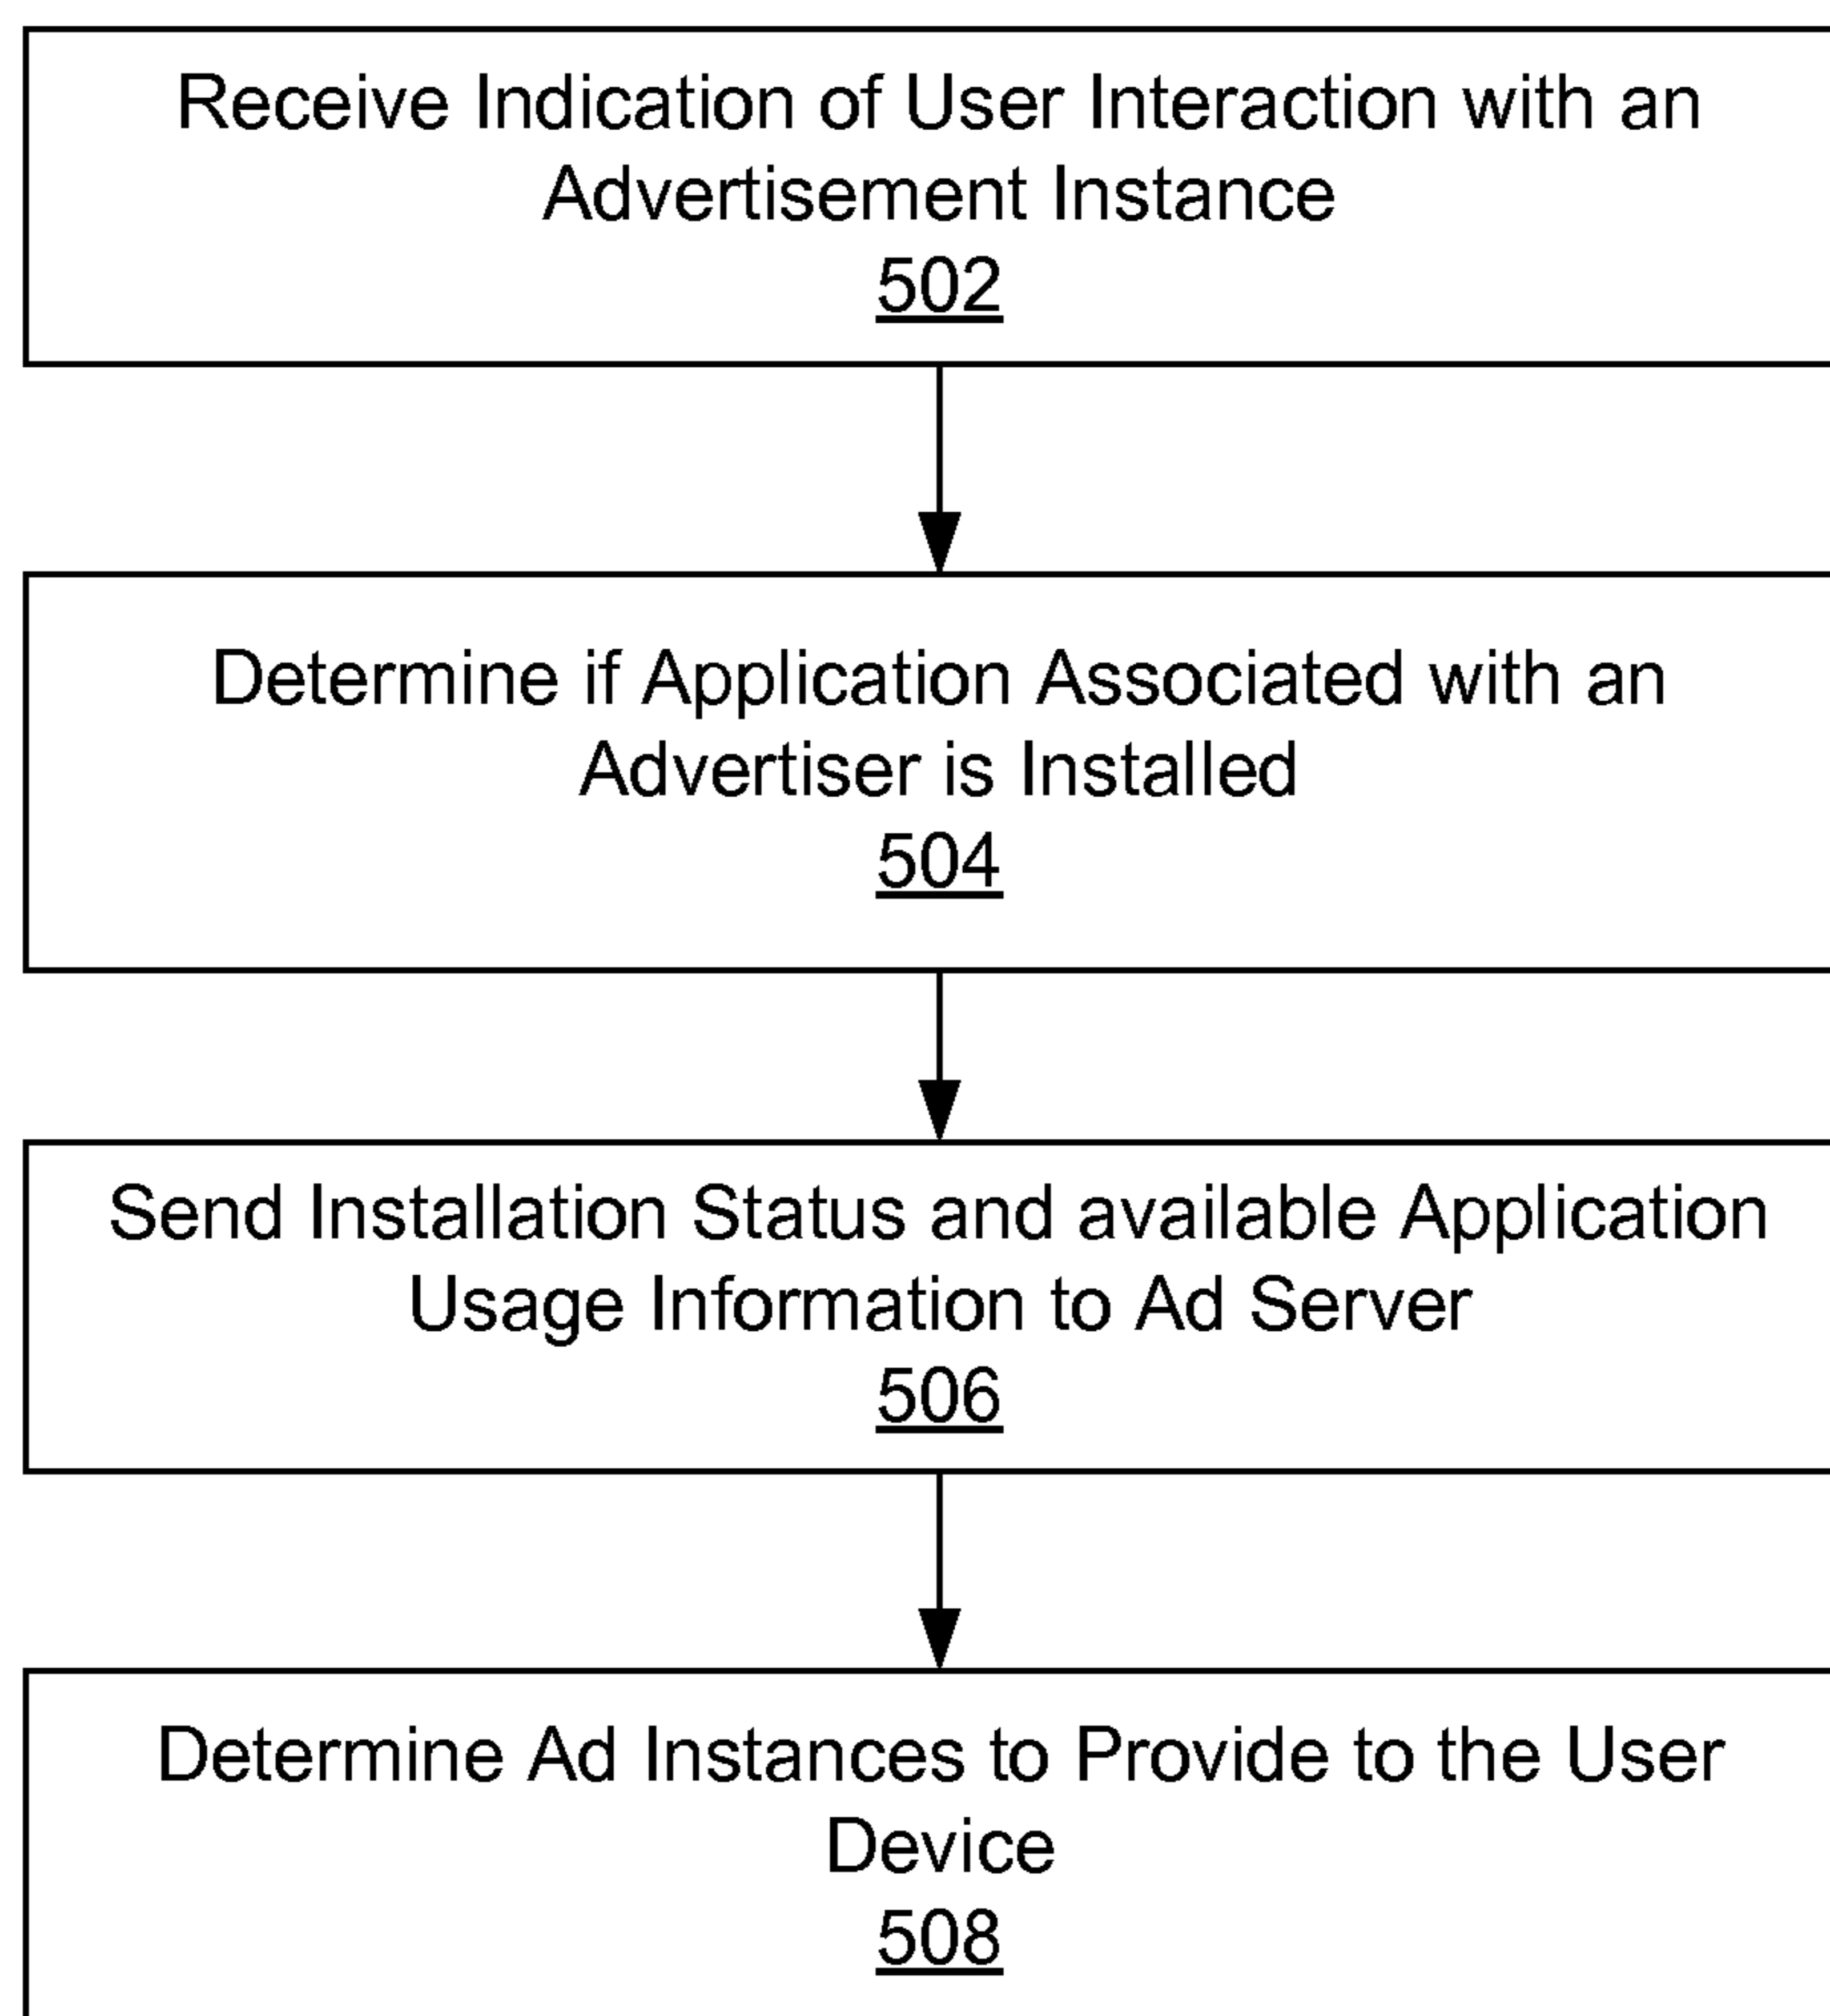 Receive Indication of User Interaction with an
Advertisement Instance
502
Determine if Application Associated with an
Advertiser is Installed
504
Send Installation Status and available Application
Usage Information to Ad Server
506
Determine Ad Instances to Provide to the User
Device
508